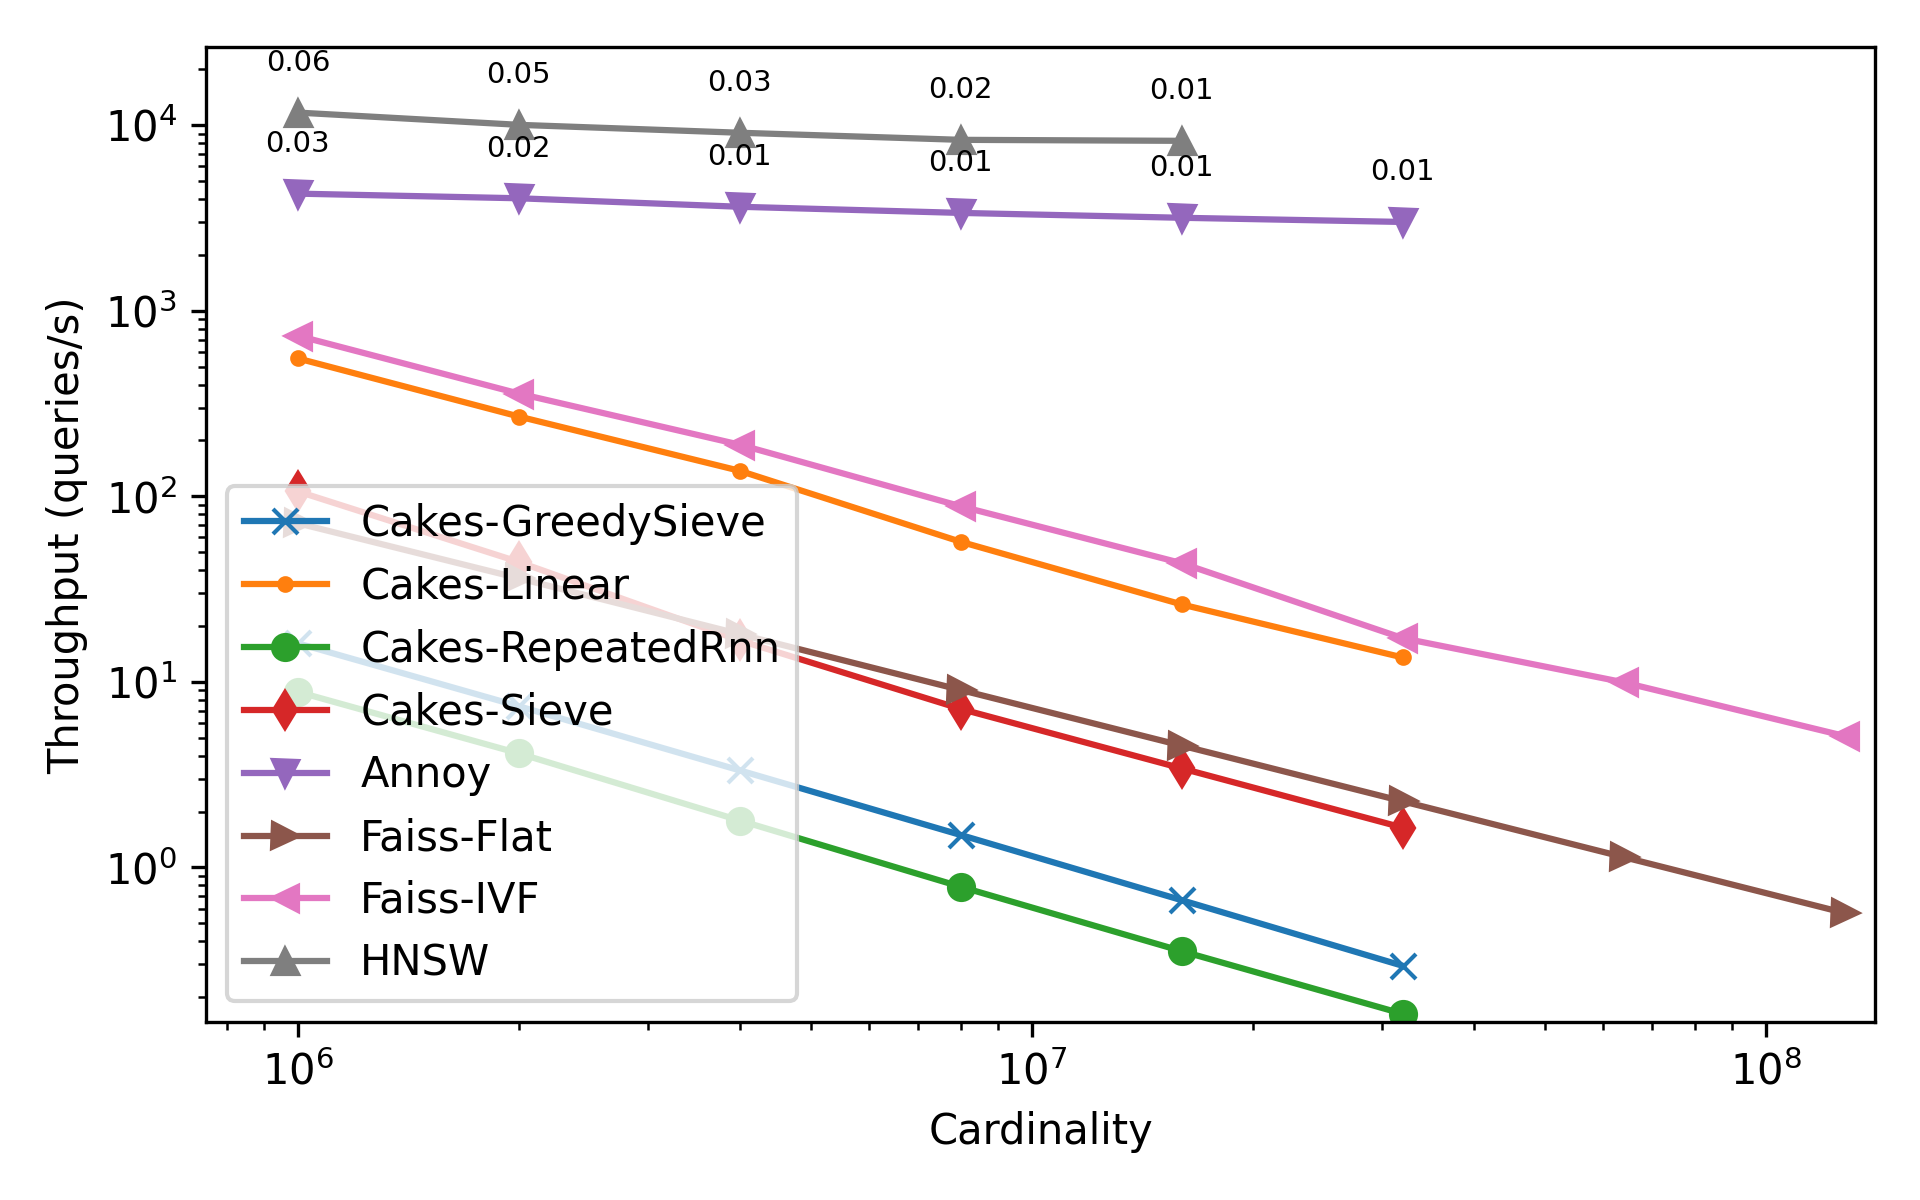 0.06
0.05
0.03
0.02
0.01
0.03
0.02
0.01
0.01
0.01
0.01
10^4
10^3
10^2
10^1
10^0
Throughput (queries/s)
Cakes-GreedySieve
Cakes-Linear
Cakes-RepeatedRnn
Cakes-Sieve
Annoy
Faiss-Flat
Faiss-IVF
HNSW
10^6 10^7 10^8
Cardinality